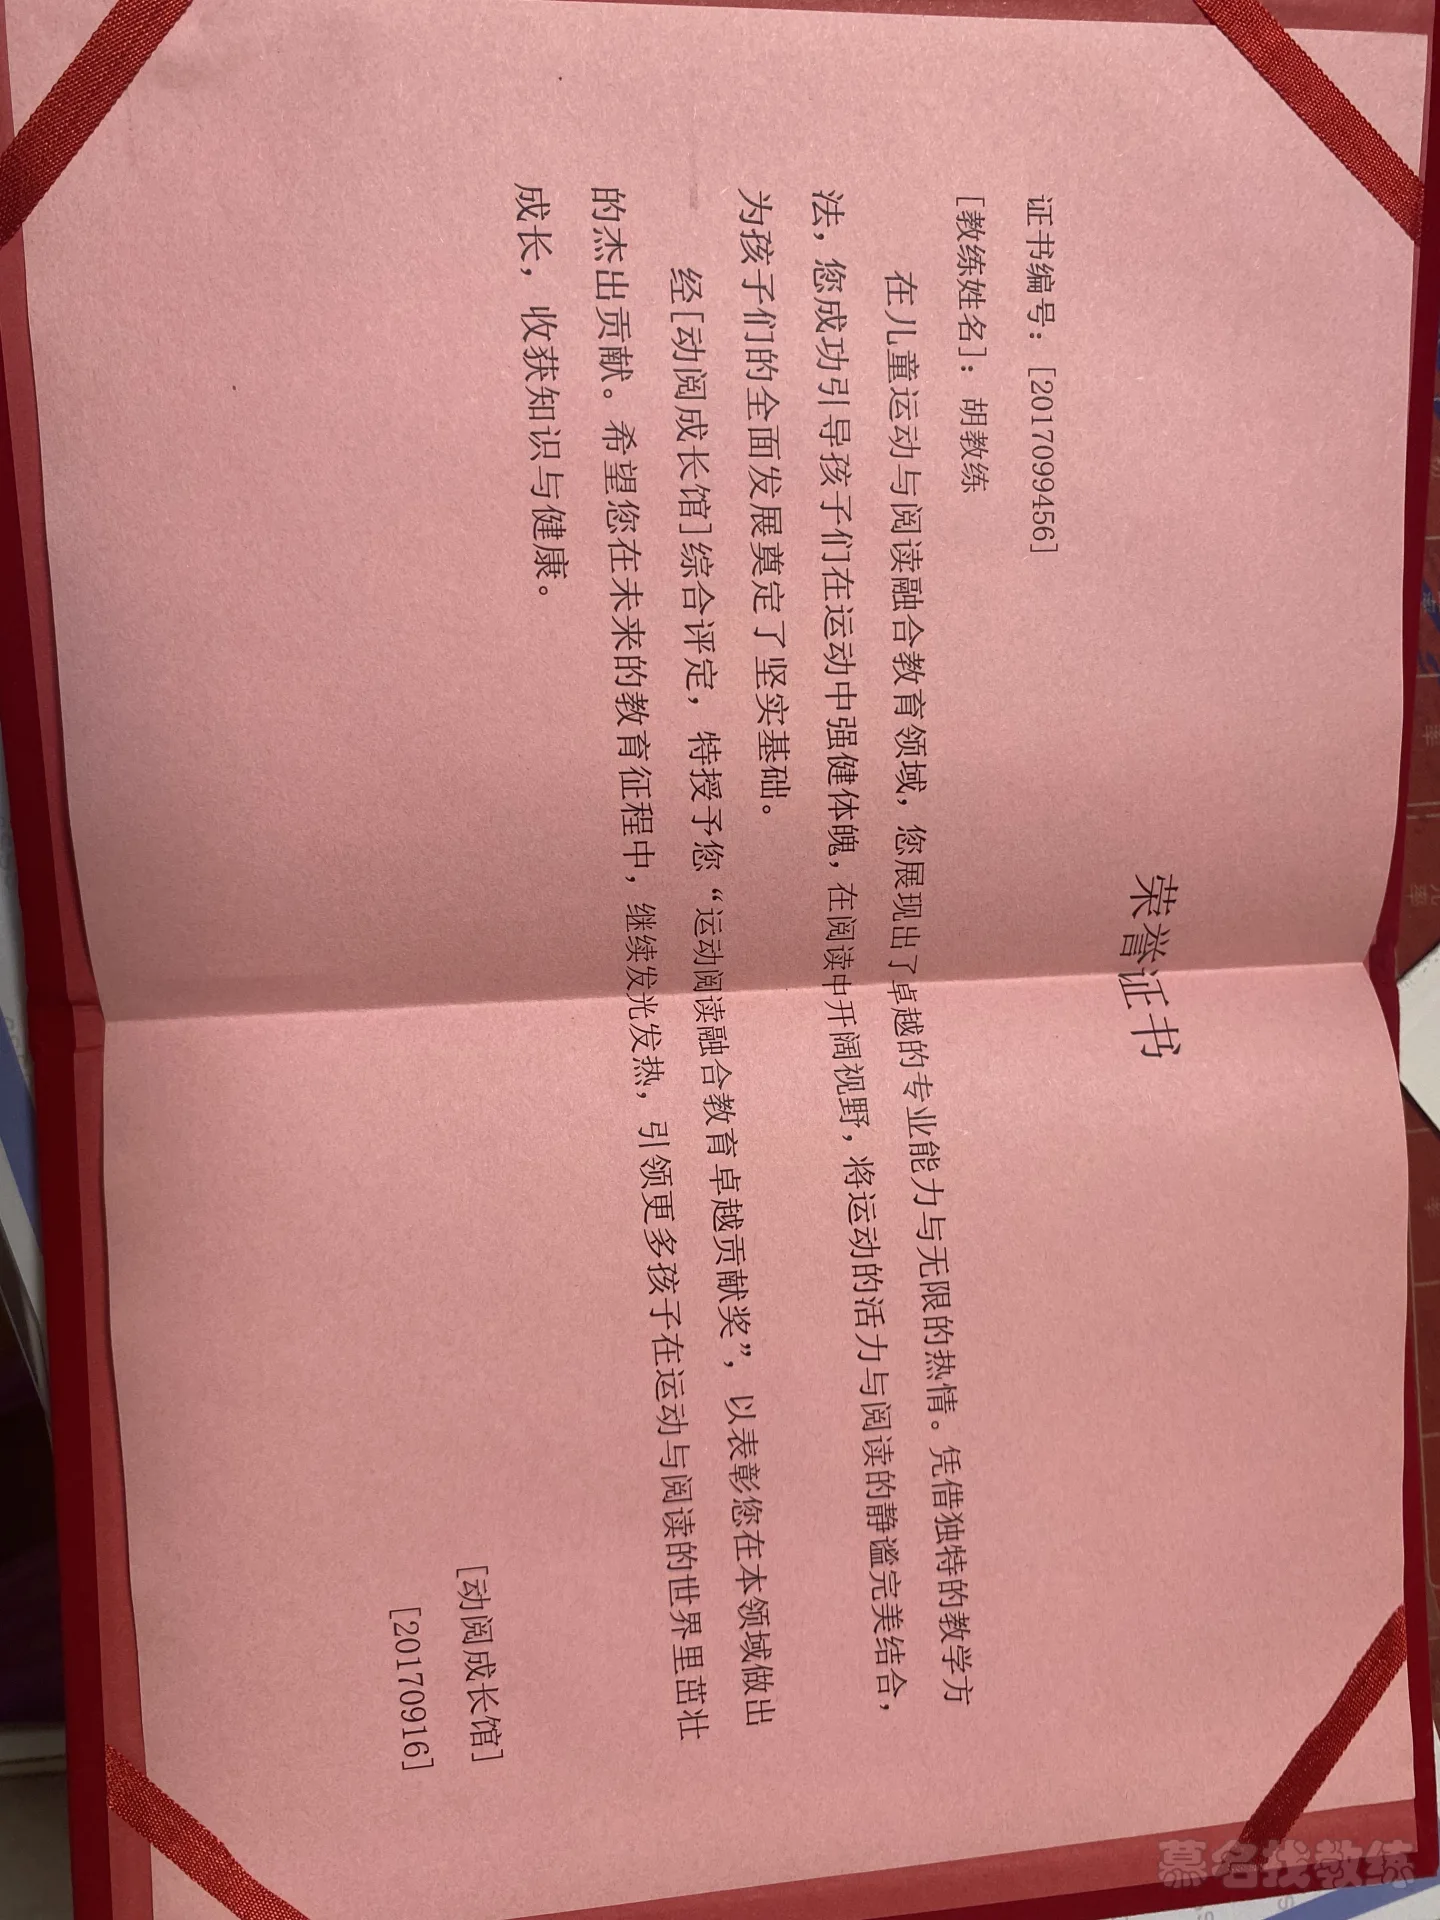 荣誉证书
证书编号：[2017099456]
[教练姓名]：胡教练
在儿童运动与阅读融合教育领域，您展现出了卓越的专业能力与无限的热情。凭借独特的教学方
法，您成功引导孩子们在运动中强健体魄，在阅读中开阔视野，将运动的活力与阅读的静谧完美结合，
为孩子们的全面发展奠定了坚实基础。
经[动阅成长馆]综合评定，特授予您“运动阅读融合教育卓越贡献奖”，以表彰您在本领域做出
的杰出贡献。希望您在未来的教育征程中，继续发光发热，引领更多孩子在运动与阅读的世界里茁壮
成长，收获知识与健康。
[动阅成长馆]
[20170916]
慕名找教练